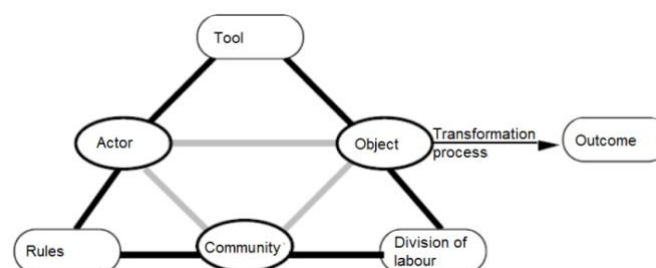 Tool
Actor
Object
Transformation
process
Outcome
Rules
Community
Division of
labour